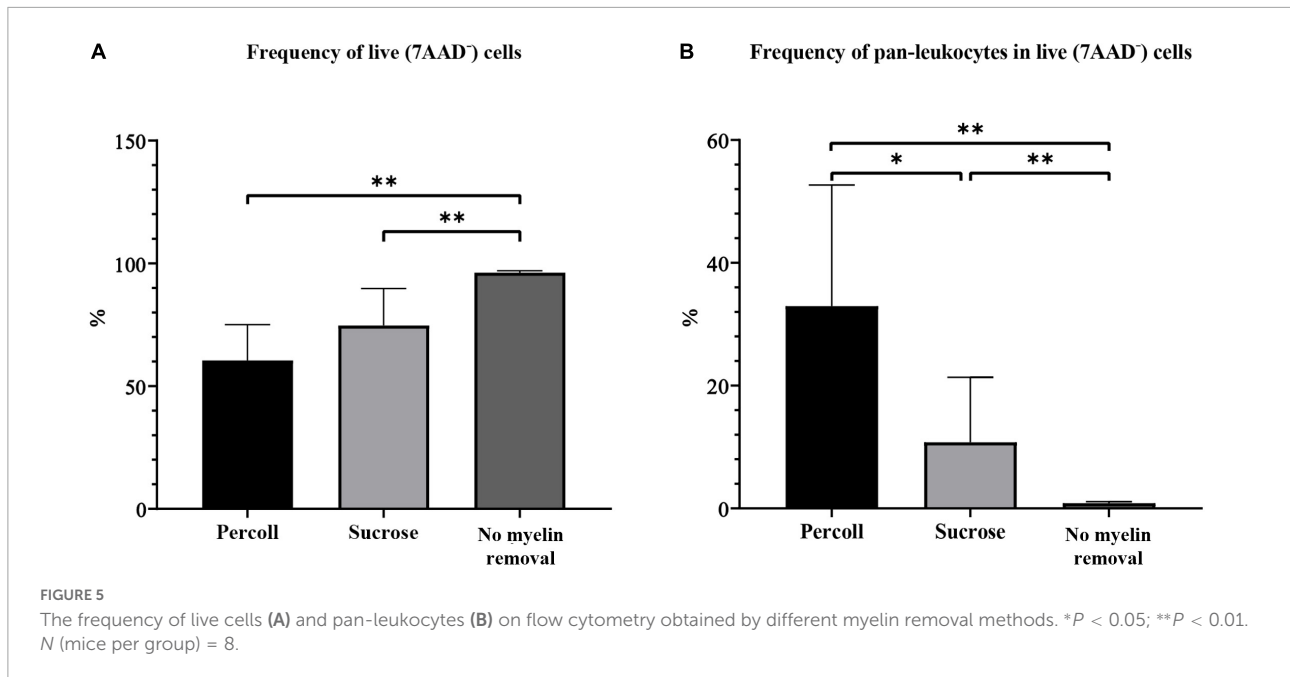 A
Frequency of live (7AAD⁻) cells
150
100
50
0
%
**
**
Percoll
Sucrose
No myelin
removal
B
Frequency of pan-leukocytes in live (7AAD⁻) cells
60
40
20
0
%
**
*
**
Percoll
Sucrose
No myelin
removal
FIGURE 5
The frequency of live cells (A) and pan-leukocytes (B) on flow cytometry obtained by different myelin removal methods. *P < 0.05; **P < 0.01.
N (mice per group) = 8.